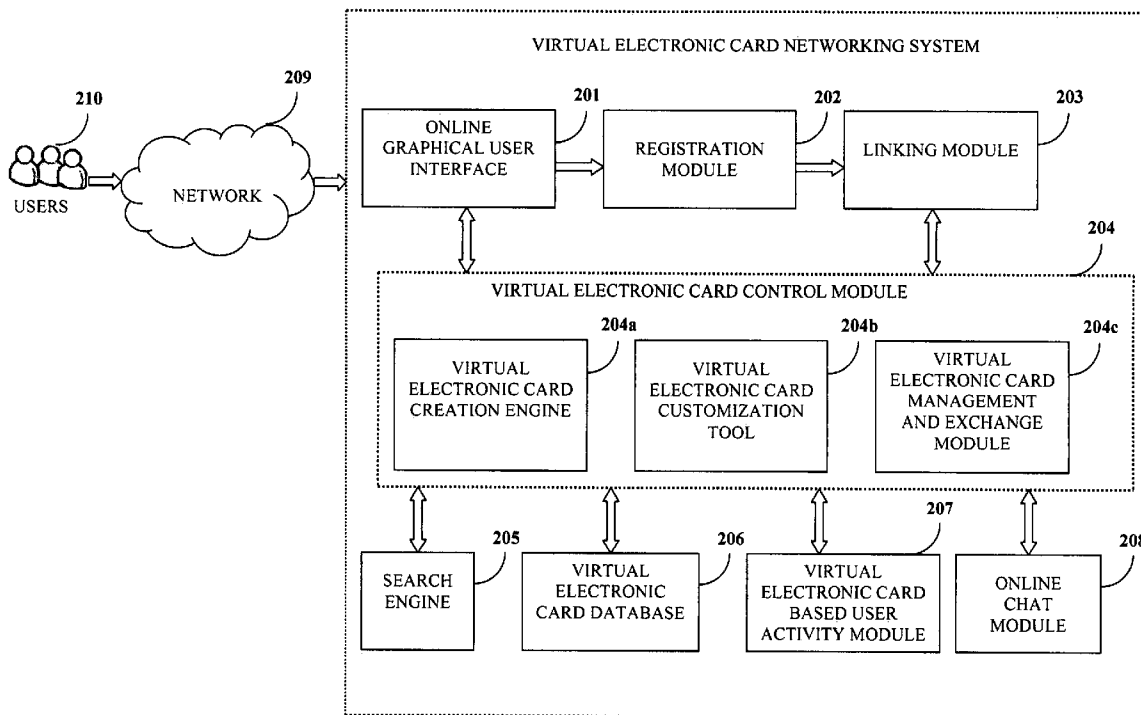 VIRTUAL ELECTRONIC CARD NETWORKING SYSTEM
210
209
201
202
203
USERS
NETWORK
ONLINE
GRAPHICAL USER
INTERFACE
REGISTRATION
MODULE
LINKING MODULE
204
VIRTUAL ELECTRONIC CARD CONTROL MODULE
204a
204b
204c
VIRTUAL
ELECTRONIC CARD
CREATION ENGINE
VIRTUAL
ELECTRONIC CARD
CUSTOMIZATION
TOOL
VIRTUAL
ELECTRONIC CARD
MANAGEMENT
AND EXCHANGE
MODULE
205
206
207
208
SEARCH
ENGINE
VIRTUAL
ELECTRONIC
CARD DATABASE
VIRTUAL
ELECTRONIC CARD
BASED USER
ACTIVITY MODULE
ONLINE
CHAT
MODULE